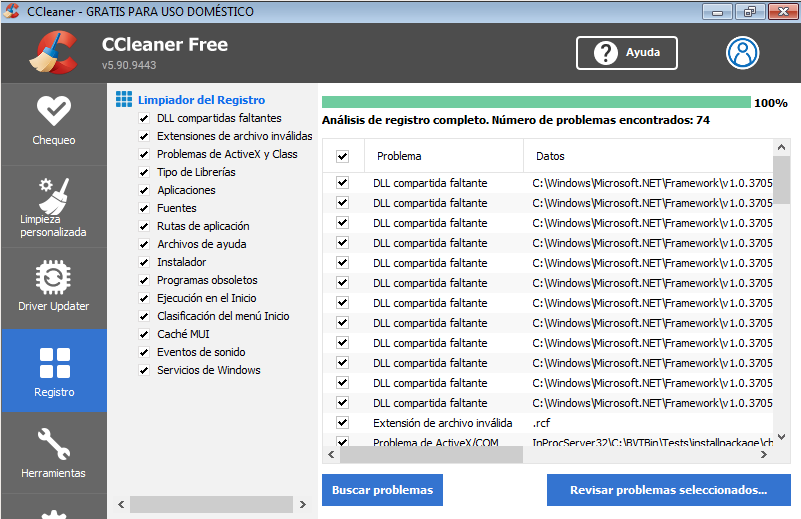 CCleaner - GRATIS PARA USO DOMÉSTICO
CCleaner Free
v5.90.9443
Ayuda
Chequeo
Limpieza
personalizada
Driver Updater
Registro
Herramientas
Limpiador del Registro
DLL compartidas faltantes
Extensiones de archivo inválidas
Problemas de ActiveX y Class
Tipo de Librerías
Aplicaciones
Fuentes
Rutas de aplicación
Archivos de ayuda
Instalador
Programas obsoletos
Ejecución en el Inicio
Clasificación del menú Inicio
Caché MUI
Eventos de sonido
Servicios de Windows
100%
Análisis de registro completo. Número de problemas encontrados: 74
Problema Datos
DLL compartida faltante C:\Windows\Microsoft.NET\Framework\v1.0.3705
DLL compartida faltante C:\Windows\Microsoft.NET\Framework\v1.0.3705
DLL compartida faltante C:\Windows\Microsoft.NET\Framework\v1.0.3705
DLL compartida faltante C:\Windows\Microsoft.NET\Framework\v1.0.3705
DLL compartida faltante C:\Windows\Microsoft.NET\Framework\v1.0.3705
DLL compartida faltante C:\Windows\Microsoft.NET\Framework\v1.0.3705
DLL compartida faltante C:\Windows\Microsoft.NET\Framework\v1.0.3705
DLL compartida faltante C:\Windows\Microsoft.NET\Framework\v1.0.3705
DLL compartida faltante C:\Windows\Microsoft.NET\Framework\v1.0.3705
DLL compartida faltante C:\Windows\Microsoft.NET\Framework\v1.0.3705
DLL compartida faltante C:\Windows\Microsoft.NET\Framework\v1.0.3705
DLL compartida faltante C:\Windows\Microsoft.NET\Framework\v1.0.3705
Extensión de archivo inválida .rcf
Problema de ActiveX/COM InProcServer32\C:\BVTBin\Tests\installpackage\ch
Buscar problemas
Revisar problemas seleccionados...